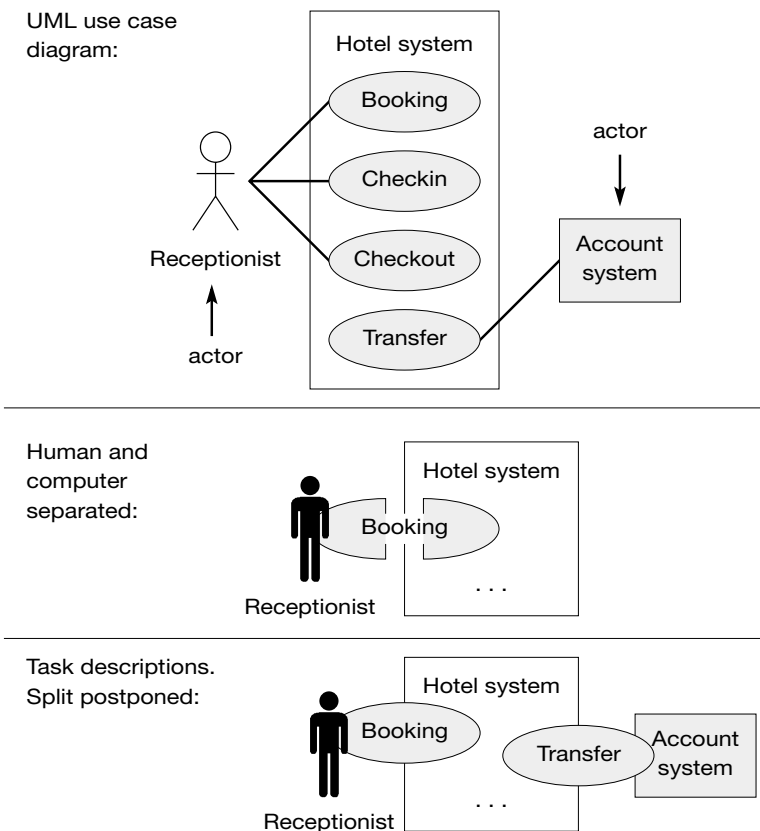 UML use case
diagram:
Hotel system
Booking
actor
Checkin
Receptionist
Checkout
Account
system
Transfer
actor
Human and
computer
separated:
Hotel system
Booking
. . .
Receptionist
Task descriptions.
Split postponed:
Hotel system
Booking
Transfer
Account
system
. . .
Receptionist